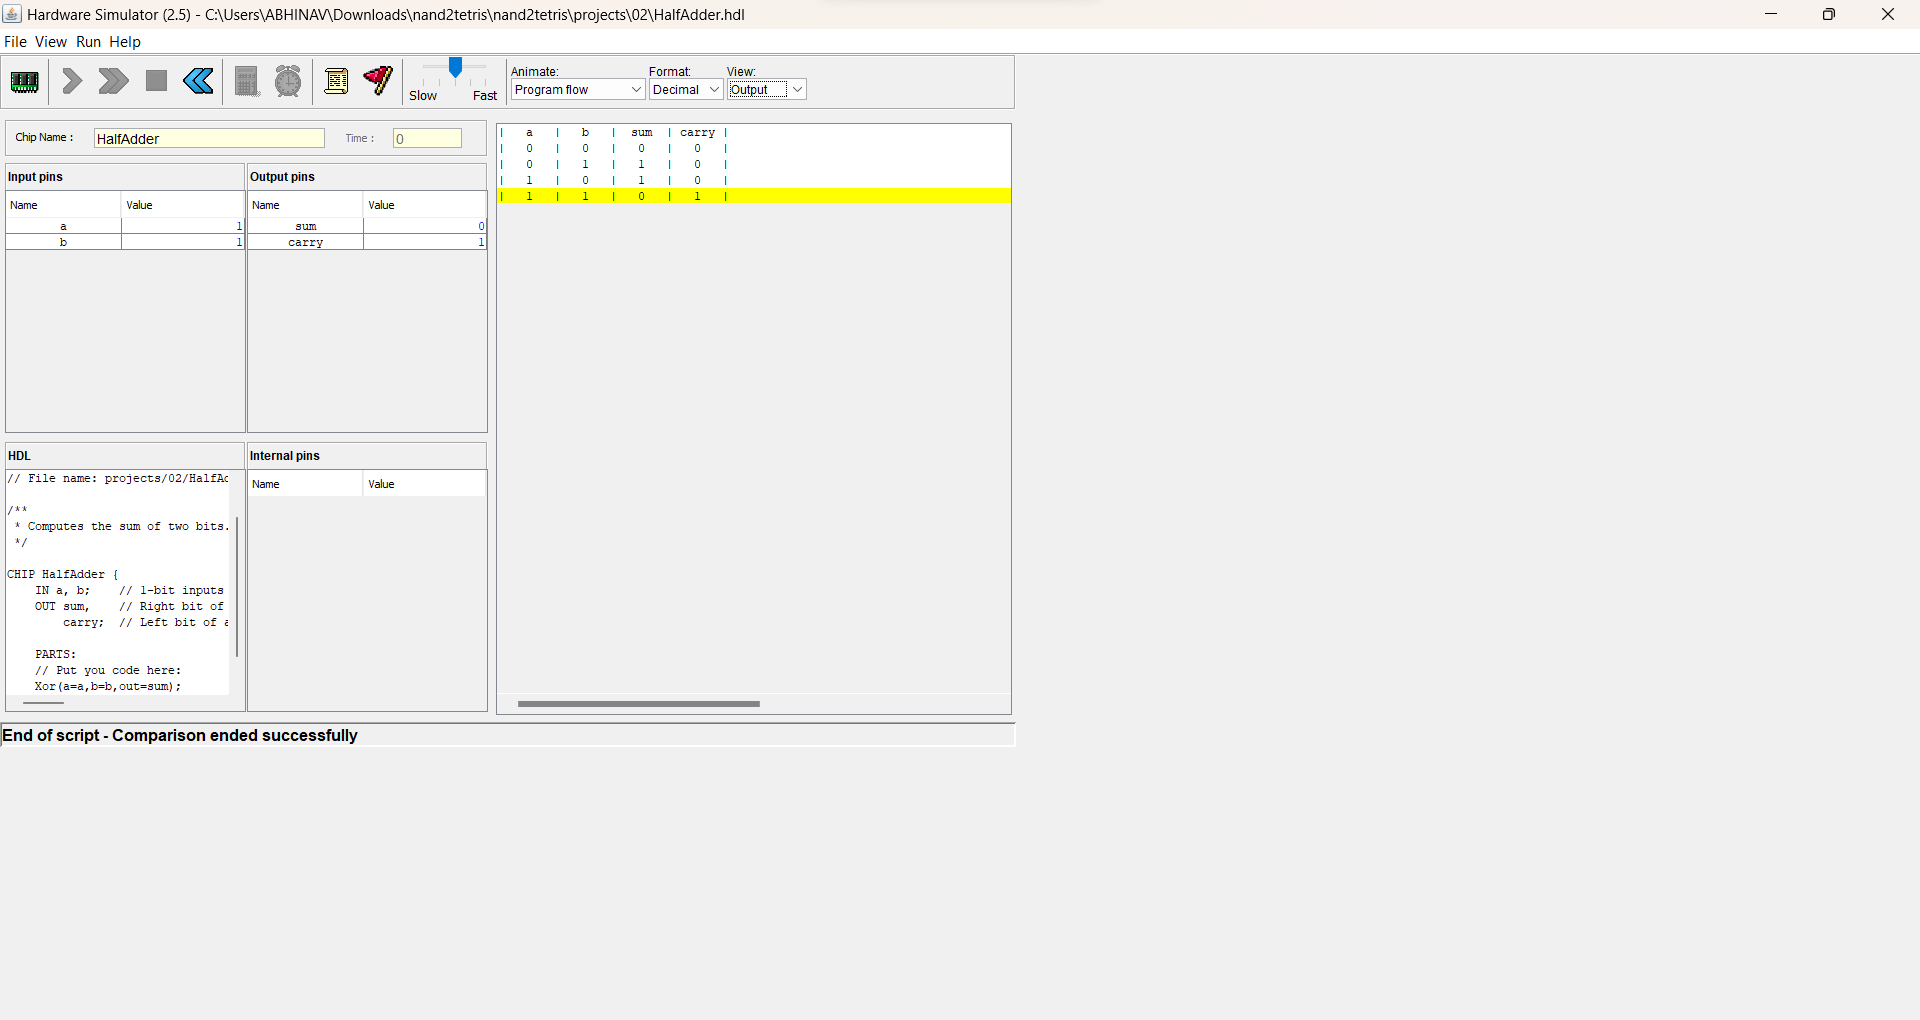 Hardware Simulator (2.5) - C:\Users\ABHINAV\Downloads\nand2tetris\nand2tetris\projects\02\HalfAdder.hdl
File View Run Help
Slow Fast
Animate: Format: View:
Program flow Decimal Output
Chip Name : HalfAdder Time : 0
Input pins
Name Value
a 1
b 1
Output pins
Name Value
sum 0
carry 1
| a | b | sum | carry |
| 0 | 0 | 0 | 0 |
| 0 | 1 | 1 | 0 |
| 1 | 0 | 1 | 0 |
| 1 | 1 | 0 | 1 |
HDL
// File name: projects/02/HalfAd
/**
* Computes the sum of two bits.
*/
CHIP HalfAdder {
IN a, b; // 1-bit inputs
OUT sum, // Right bit of
carry; // Left bit of a
PARTS:
// Put you code here:
Xor(a=a,b=b,out=sum);
Internal pins
Name Value
End of script - Comparison ended successfully